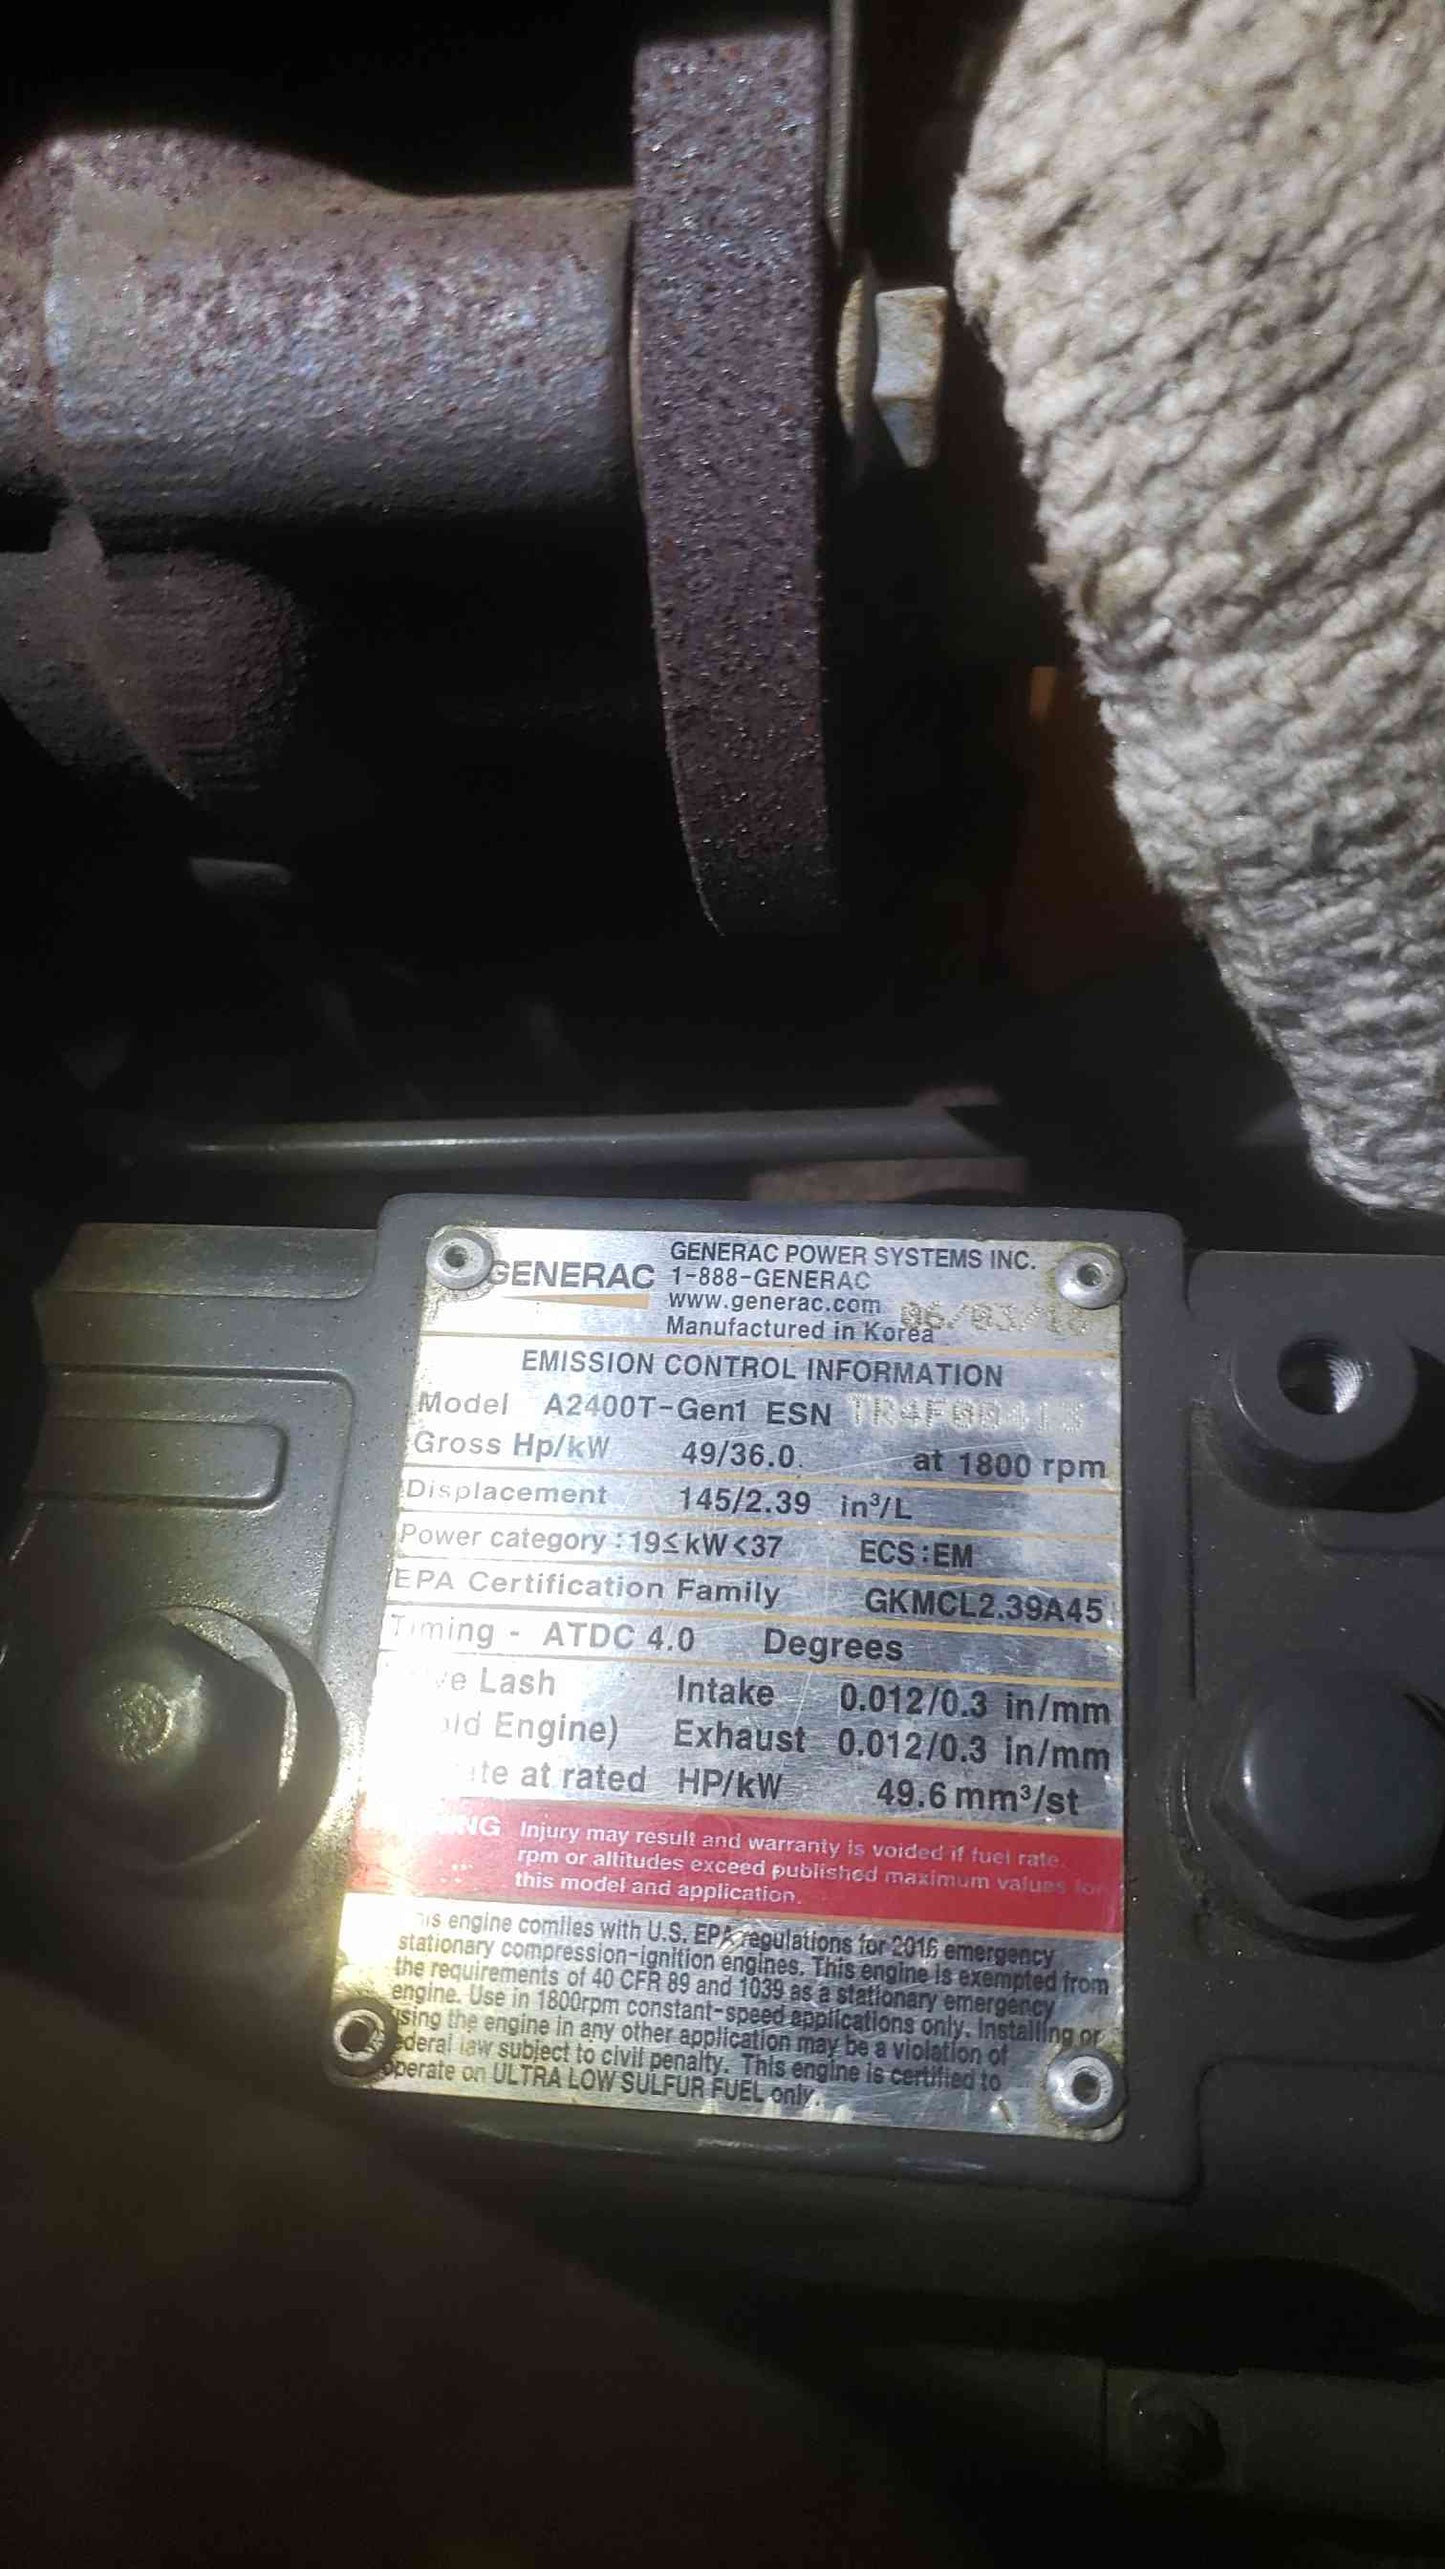 GENERAC
GENERAC POWER SYSTEMS INC.
1-888-GENERAC
www.generac.com
Manufactured in Korea
EMISSION CONTROL INFORMATION
Model A2400T-Gen1 ESN
Gross Hp/kW 49/36.0 at 1800 rpm
Displacement 145/2.39 in³/L
Power category : 19≤kW<37 ECS:EM
EPA Certification Family GKMCL2.39A45
Timing - ATDC 4.0 Degrees
Lash Intake 0.012/0.3 in/mm
Engine) Exhaust 0.012/0.3 in/mm
at rated HP/kW 49.6 mm³/st
Injury may result and warranty is voided if fuel rate.
rpm or altitudes exceed published maximum values for
this model and application.
engine comiles with U.S. EPA regulations for 2016 emergency
stationary compression-ignition engines. This engine is exempted from
the requirements of 40 CFR 89 and 1039 as a stationary emergency
engine. Use in 1800rpm constant-speed applications only. Installing or
using the engine in any other application may be a violation of
federal law subject to civil penalty. This engine is certified to
operate on ULTRA LOW SULFUR FUEL only.